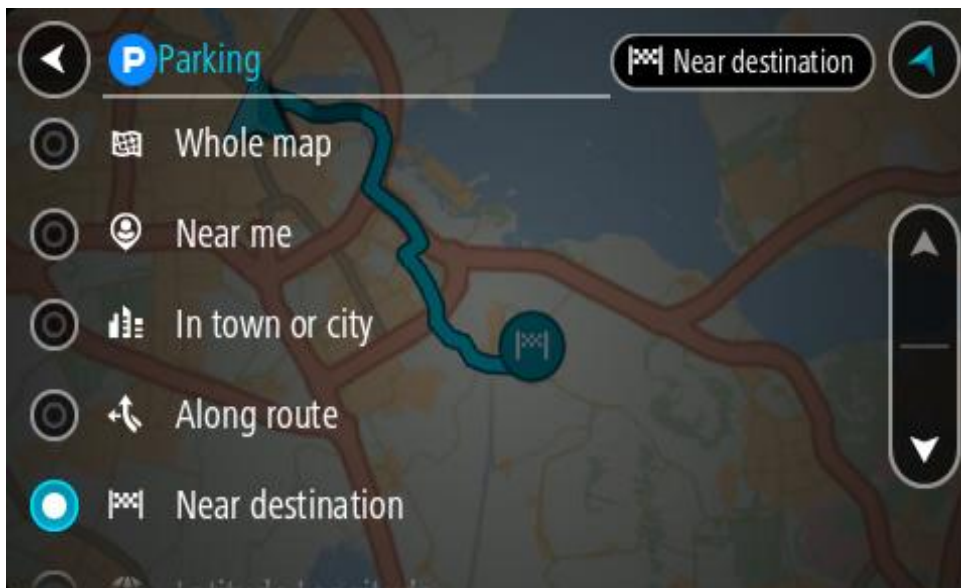 P Parking
Near destination
Whole map
Near me
In town or city
Along route
Near destination